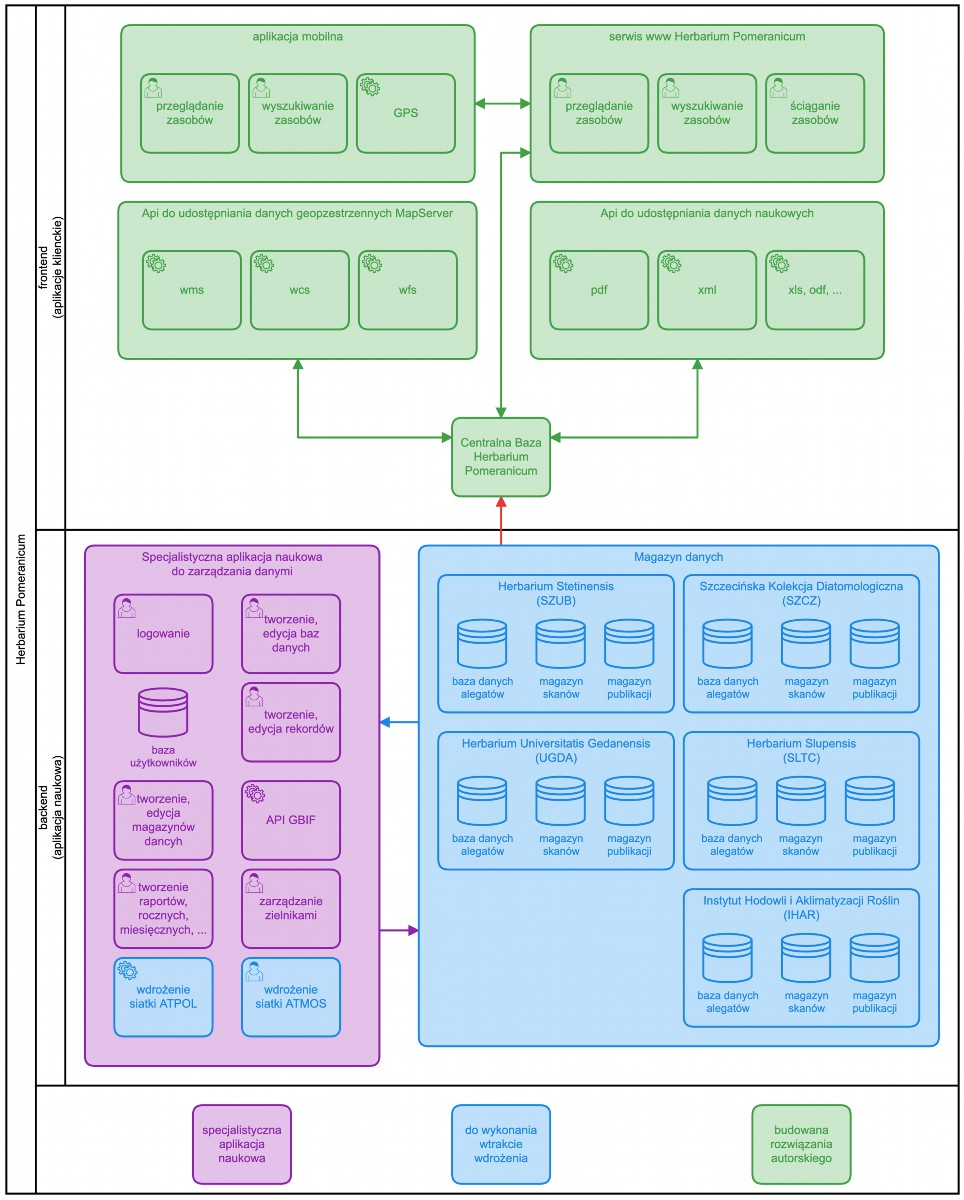 Herbarium Pomeranicum
frontend
(aplikacje klienckie)
aplikacja mobilna
przeglądanie
zasobów
wyszukiwanie
zasobów
GPS
serwis www Herbarium Pomeranicum
przeglądanie
zasobów
wyszukiwanie
zasobów
ściąganie
zasobów
Api do udostępniania danych geopzestrzennych MapServer
wms
wcs
wfs
Api do udostępniania danych naukowych
pdf
xml
xls, odf, ...
Centralna Baza
Herbarium
Pomeranicum
backend
(aplikacja naukowa)
Specjalistyczna aplikacja naukowa
do zarządzania danymi
logowanie
tworzenie,
edycja baz
danych
baza
użytkowników
tworzenie,
edycja rekordów
tworzenie,
edycja
magazynów
dancyh
API GBIF
tworzenie
raportów,
rocznych,
miesięcznych, ...
zarządzanie
zielnikami
wdrożenie
siatki ATPOL
wdrożenie
siatki ATMOS
Magazyn danych
Herbarium Stetinensis
(SZUB)
baza danych
alegatów
magazyn
skanów
magazyn
publikacji
Szczecińska Kolekcja Diatomologiczna
(SZCZ)
baza danych
alegatów
magazyn
skanów
magazyn
publikacji
Herbarium Universitatis Gedanensis
(UGDA)
baza danych
alegatów
magazyn
skanów
magazyn
publikacji
Herbarium Slupensis
(SLTC)
baza danych
alegatów
magazyn
skanów
magazyn
publikacji
Instytut Hodowli i Aklimatyzacji Roślin
(IHAR)
baza danych
alegatów
magazyn
skanów
magazyn
publikacji
specjalistyczna
aplikacja
naukowa
do wykonania
wtrakcie
wdrożenia
budowana
rozwiązania
autorskiego